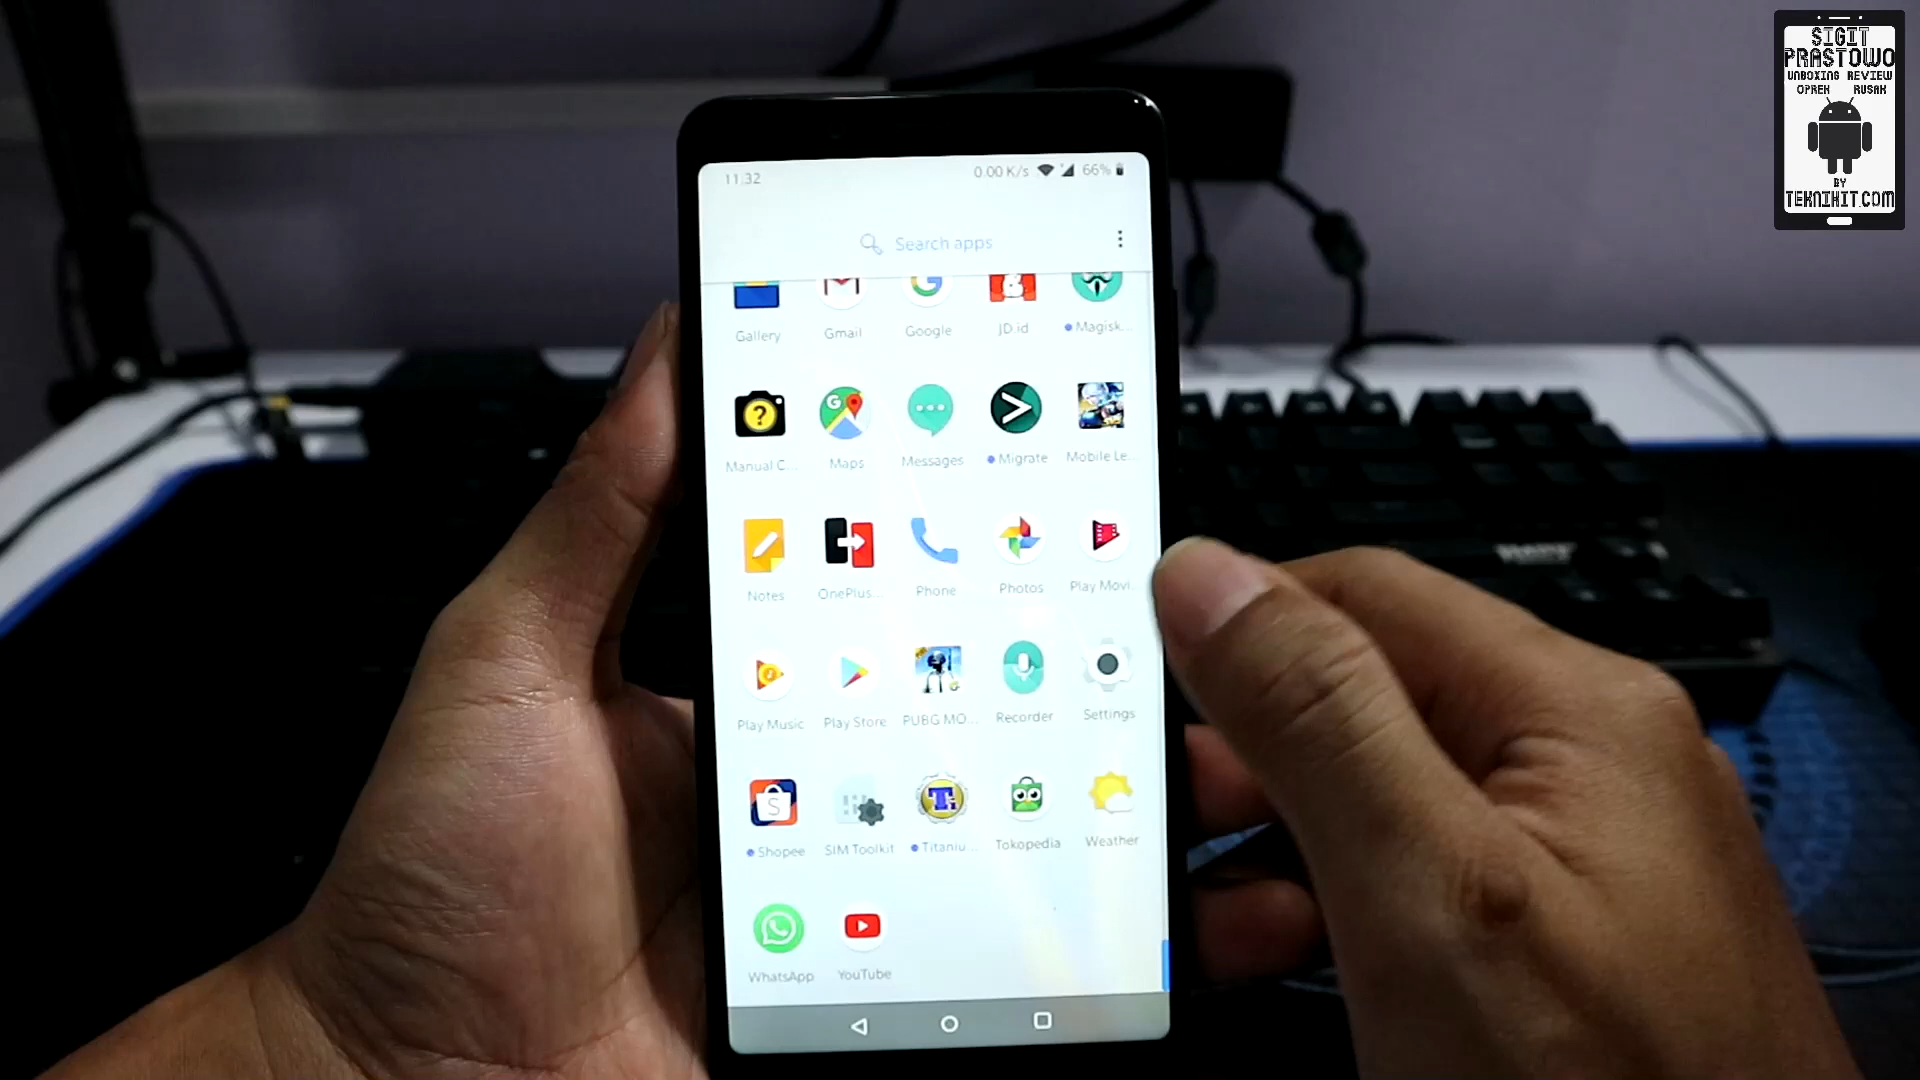 SIGIT
PRASTOWO
UNBOXING REVIEW
OPREK RUSAK
BY
TEKNIKIT.COM
11:32
0.00 K/s 66%
Search apps
Gallery Gmail Google JD.id Magisk...
Manual C... Maps Messages Migrate Mobile Le...
Notes OnePlus... Phone Photos Play Movi...
Play Music Play Store PUBG MO... Recorder Settings
Shopee SIM Toolkit Titaniu... Tokopedia Weather
WhatsApp YouTube